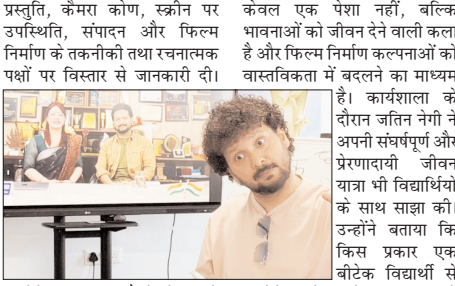 प्रस्तुति, कैमरा कोण, स्क्रीन पर
उपस्थिति, संपादन और फिल्म
निर्माण के तकनीकी तथा रचनात्मक
पक्षों पर विस्तार से जानकारी दी।
केवल एक पेशा नहीं, बल्कि
भावनाओं को जीवन देने वाली कला
है और फिल्म निर्माण कल्पनाओं को
वास्तविकता में बदलने का माध्यम
है। कार्यशाला के
दौरान जतिन नेगी ने
अपनी संघर्षपूर्ण और
प्रेरणादायी जीवन
यात्रा भी विद्यार्थियो
के साथ साझा की।
उन्होंने बताया कि
किस प्रकार एक
बीटेक विद्यार्थी से